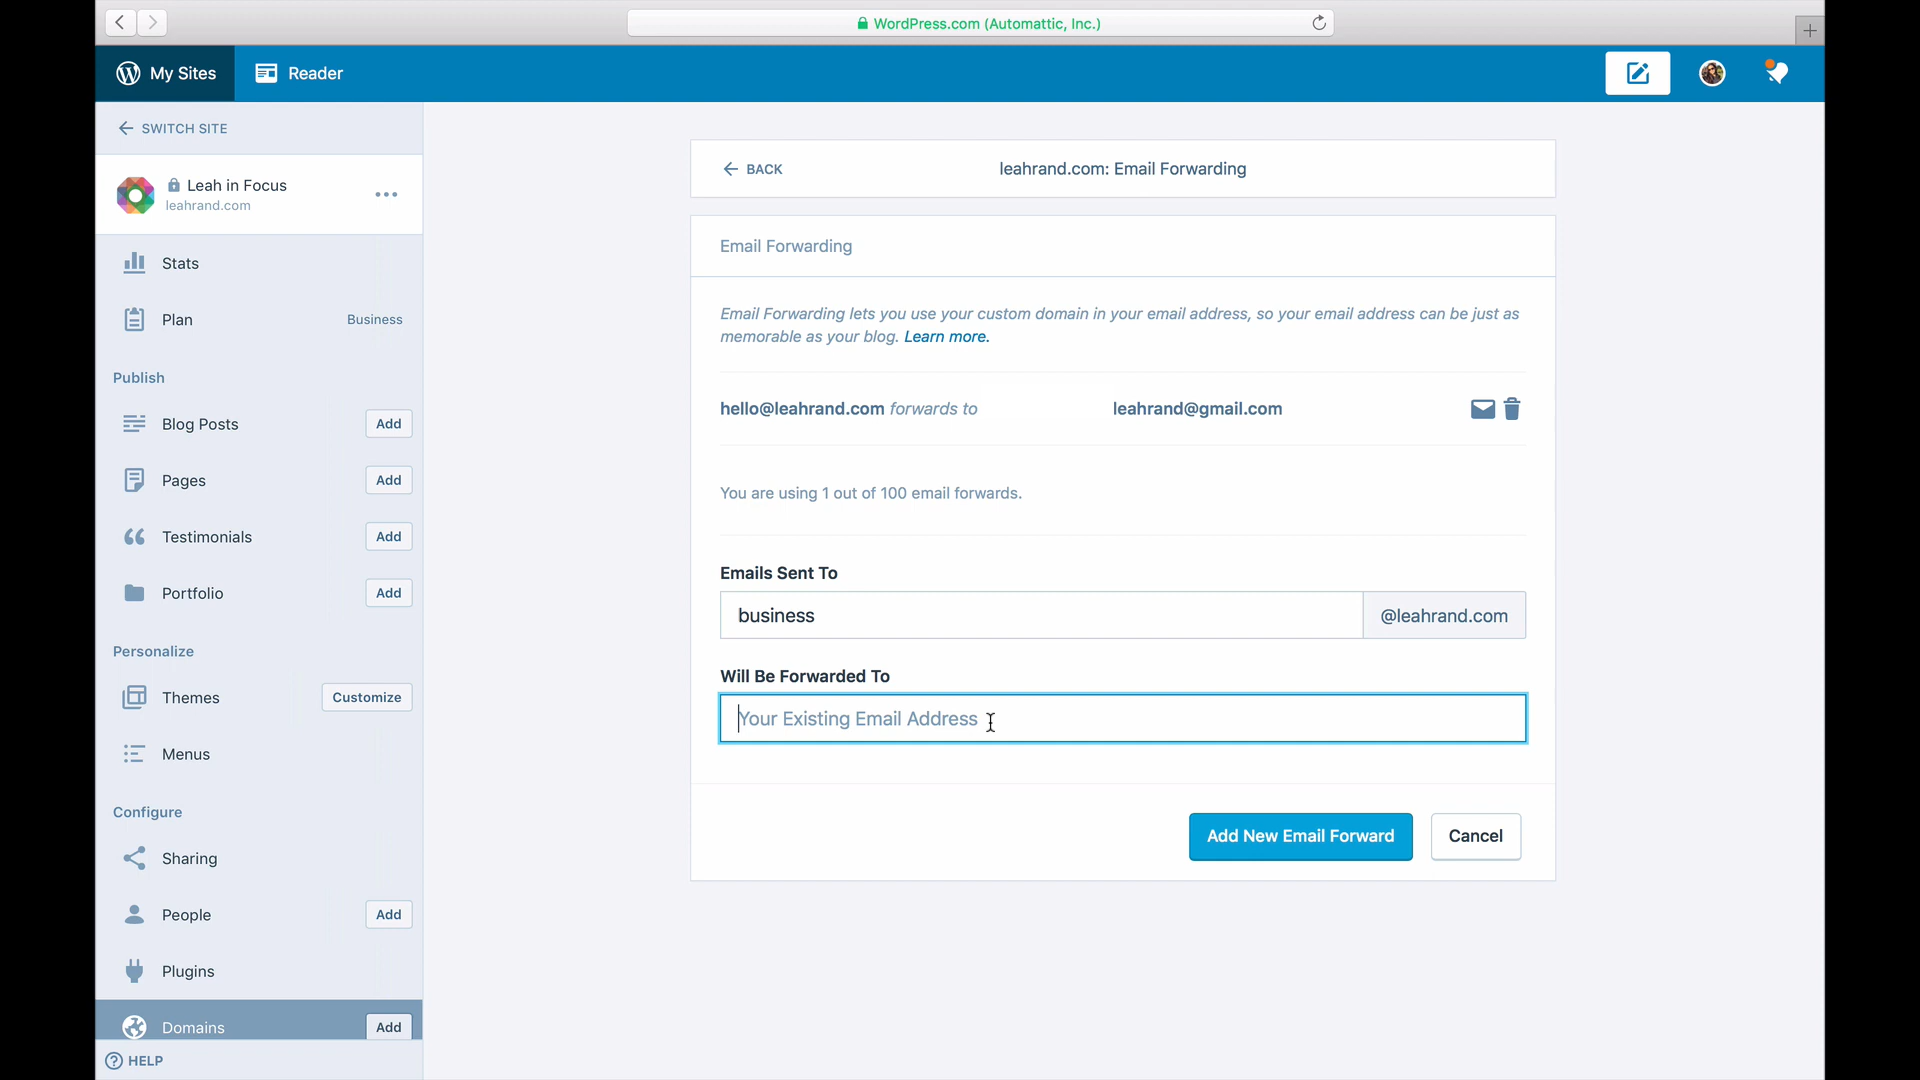 WordPress.com (Automattic, Inc.)
My Sites
Reader
SWITCH SITE
Leah in Focus
leahrand.com
Stats
Plan Business
Publish
Blog Posts Add
Pages Add
Testimonials Add
Portfolio Add
Personalize
Themes Customize
Menus
Configure
Sharing
People Add
Plugins
Domains Add
HELP
BACK
leahrand.com: Email Forwarding
Email Forwarding
Email Forwarding lets you use your custom domain in your email address, so your email address can be just as
memorable as your blog. Learn more.
hello@leahrand.com forwards to leahrand@gmail.com
You are using 1 out of 100 email forwards.
Emails Sent To
business @leahrand.com
Will Be Forwarded To
Your Existing Email Address
Add New Email Forward Cancel